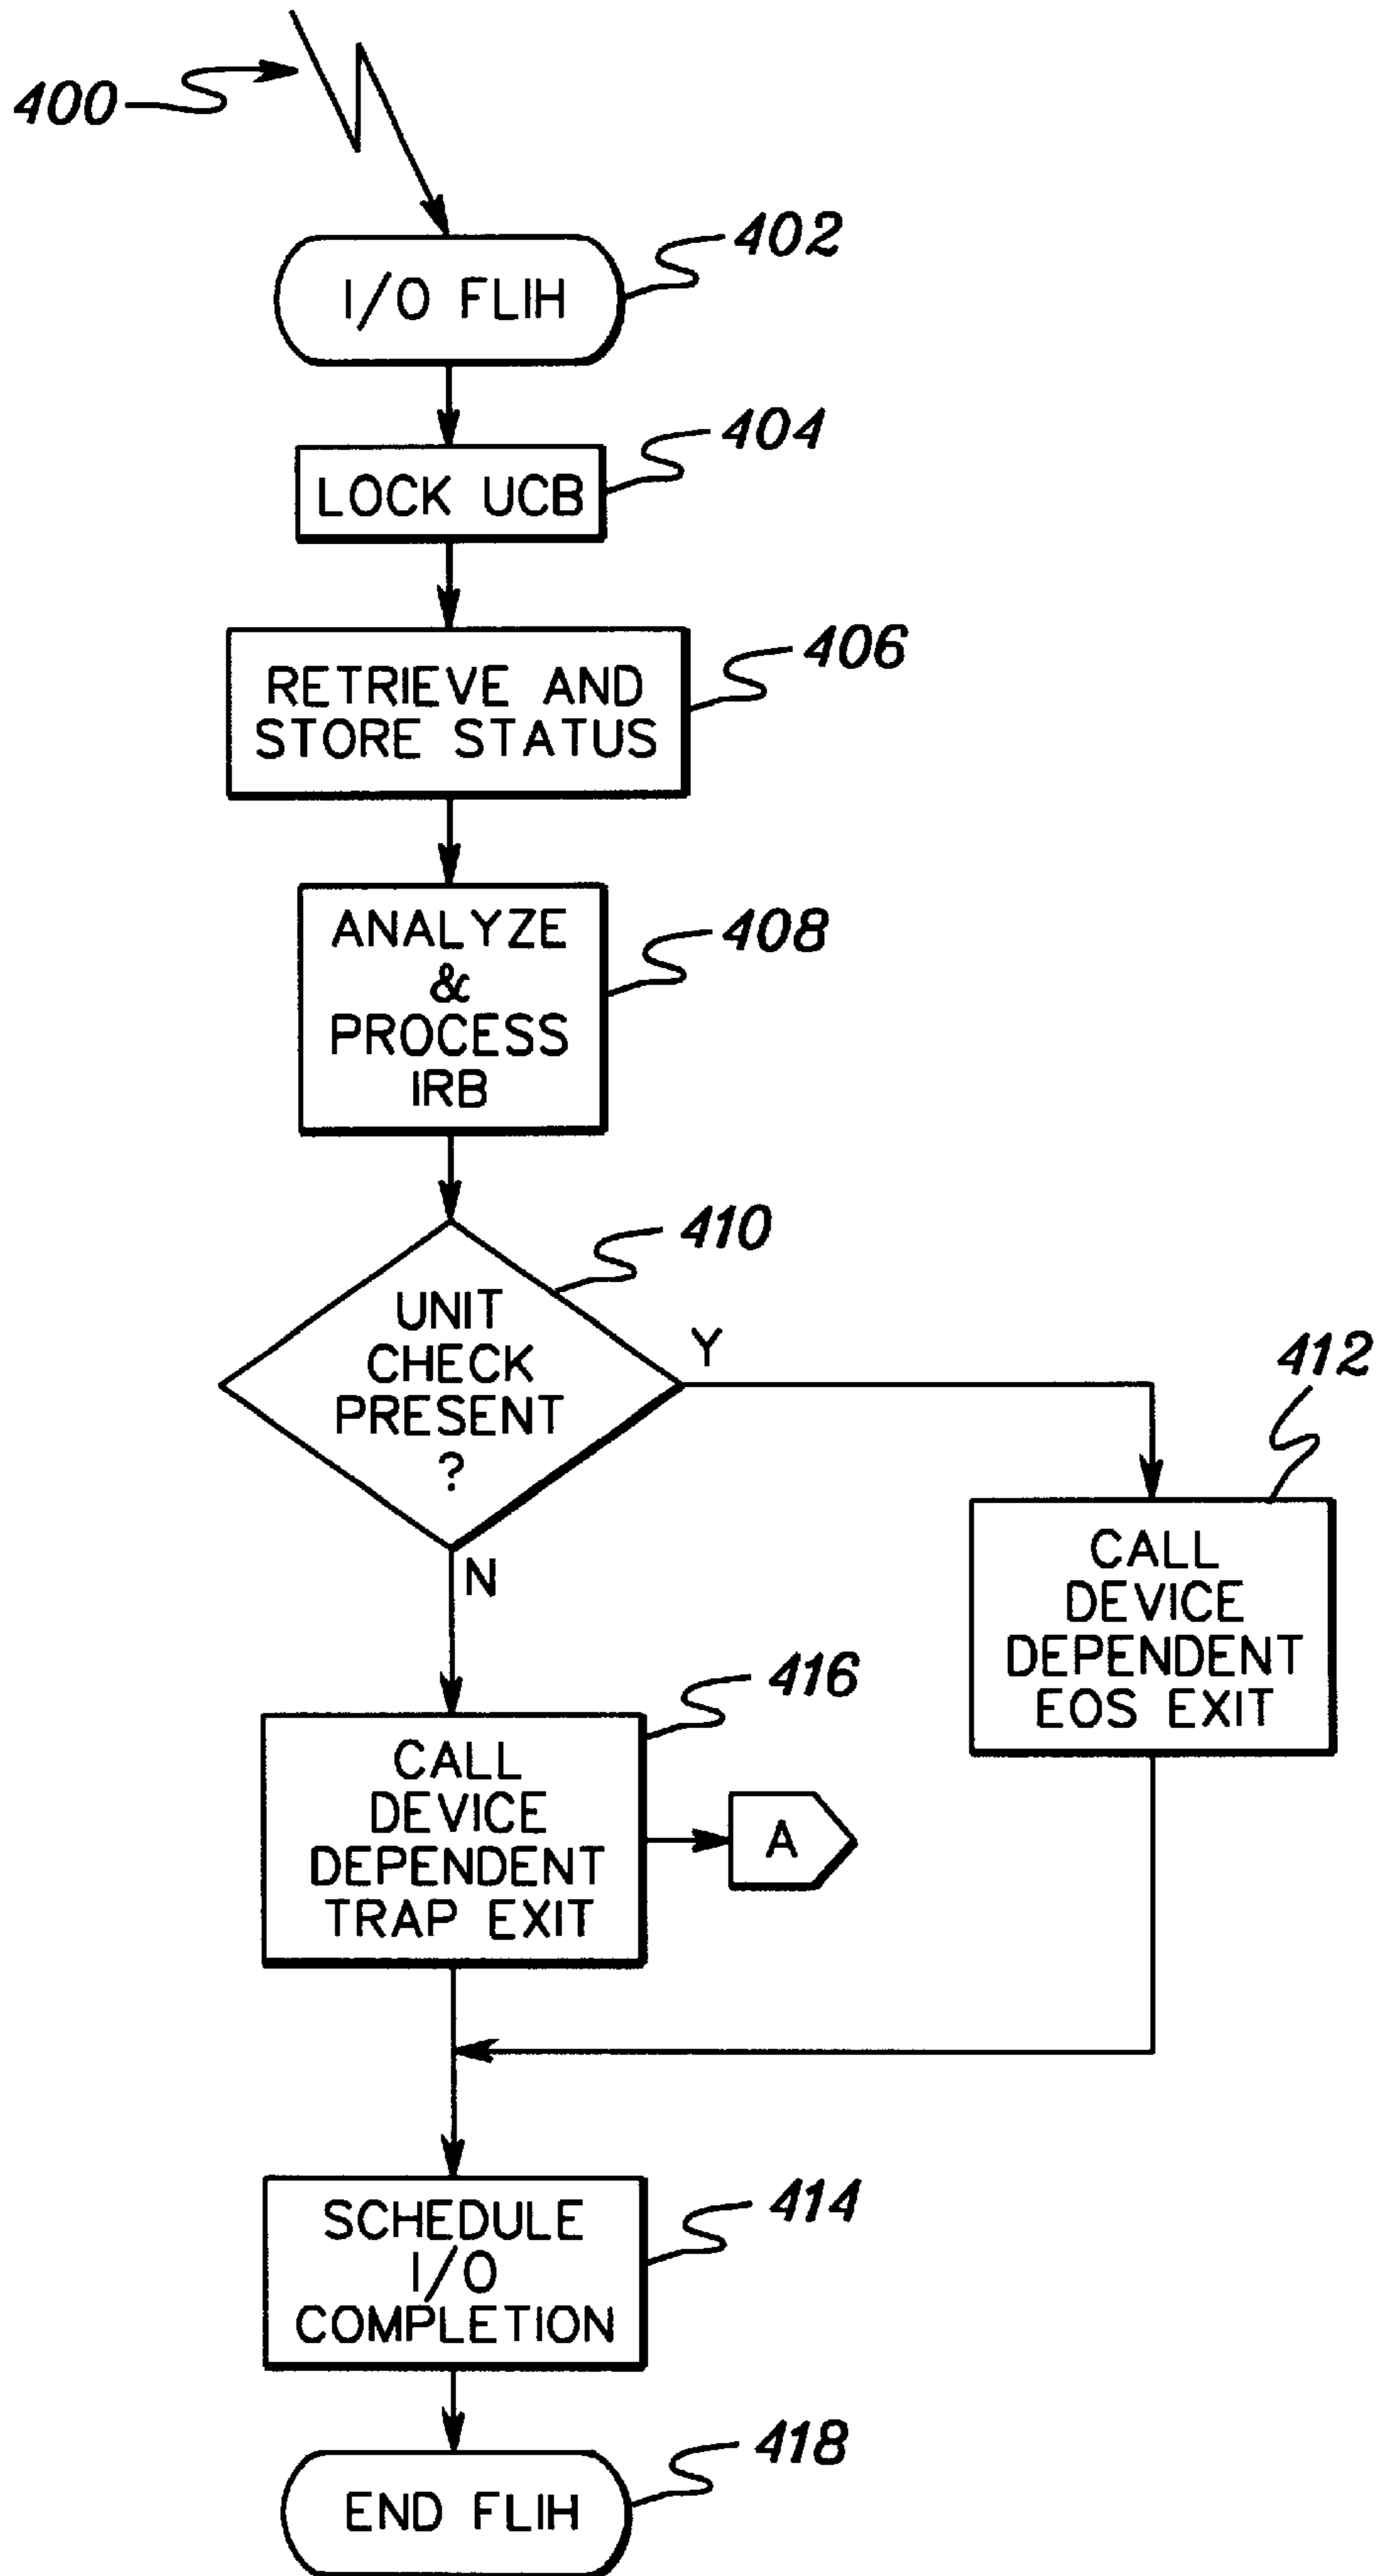 400
402
I/O FLIH
404
LOCK UCB
406
RETRIEVE AND
STORE STATUS
408
ANALYZE
&
PROCESS
IRB
410
UNIT
CHECK
PRESENT
?
Y
N
412
CALL
DEVICE
DEPENDENT
EOS EXIT
416
CALL
DEVICE
DEPENDENT
TRAP EXIT
A
414
SCHEDULE
I/O
COMPLETION
418
END FLIH